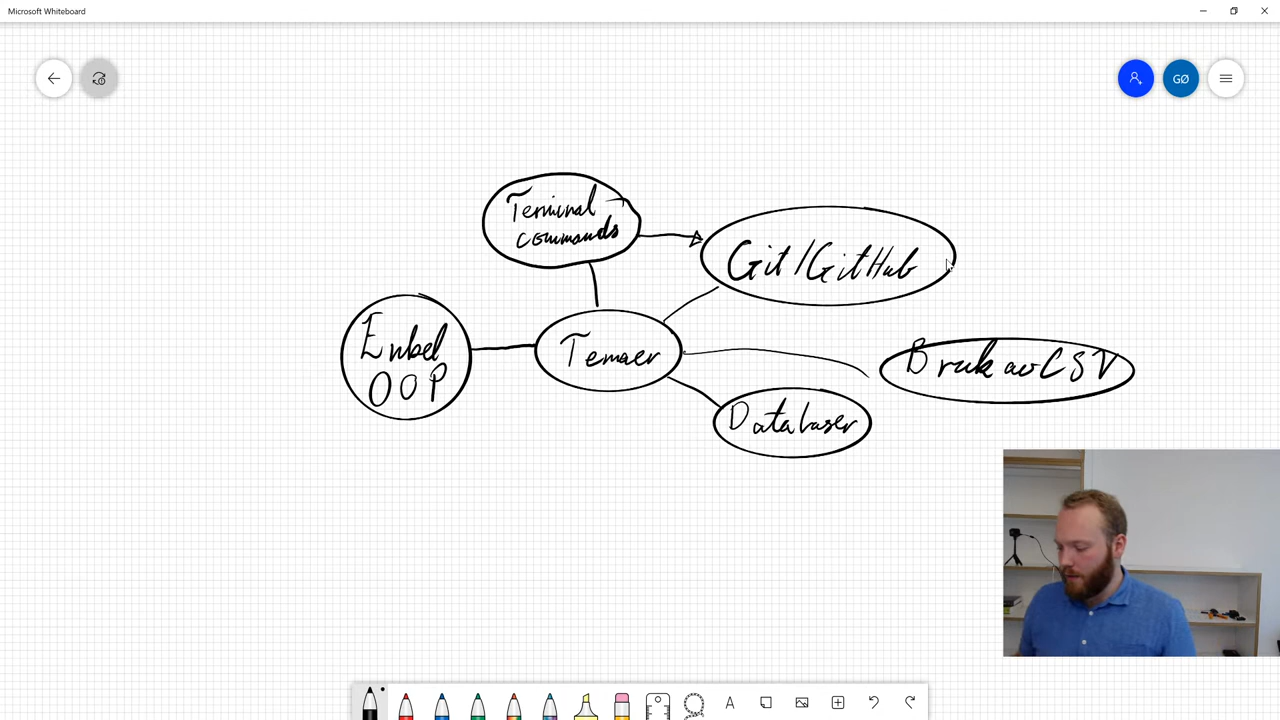 Microsoft Whiteboard
GØ
Terminal
commands
Git/GitHub
Enkel
OOP
Temaer
Bruk av CSV
Databaser
A